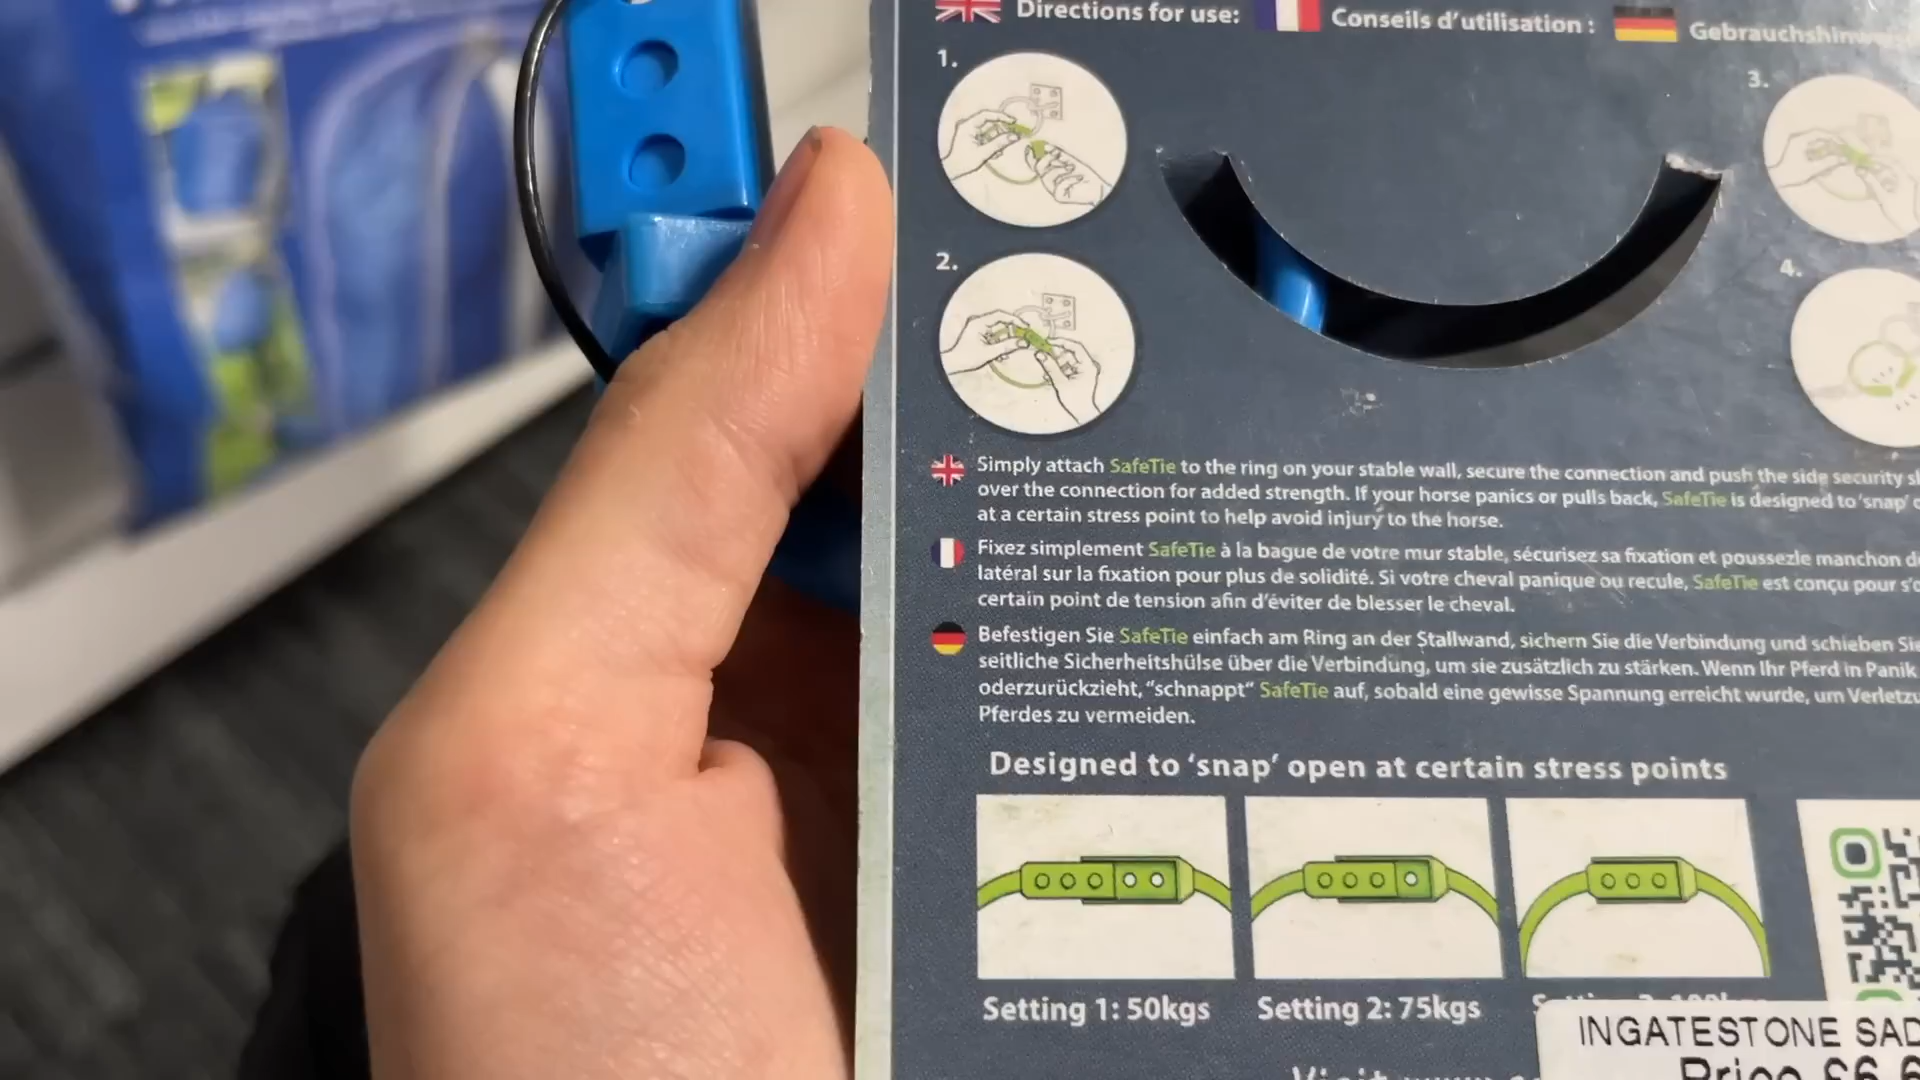 Directions for use: Conseils d'utilisation :
1.
3.
2.
4.
Simply attach SafeTie to the ring on your stable wall, secure the connection and push the side security
over the connection for added strength. If your horse panics or pulls back, SafeTie is designed to 'snap'
at a certain stress point to help avoid injury to the horse.
Fixez simplement SafeTie à la bague de votre mur stable, sécurisez sa fixation et poussezle manchon
latéral sur la fixation pour plus de solidité. Si votre cheval panique ou recule, SafeTie est conçu pour
certain point de tension afin d'éviter de blesser le cheval.
Befestigen Sie SafeTie einfach am Ring an der Stallwand, sichern Sie die Verbindung und schieben Sie
seitliche Sicherheitshülse über die Verbindung, um sie zusätzlich zu stärken. Wenn Ihr Pferd in Panik
oderzurückzieht, "schnappt" SafeTie auf, sobald eine gewisse Spannung erreicht wurde, um
Pferdes zu vermeiden.
Designed to 'snap' open at certain stress points
Setting 1: 50kgs
Setting 2: 75kgs
INGATESTONE SAD
Price £6.6